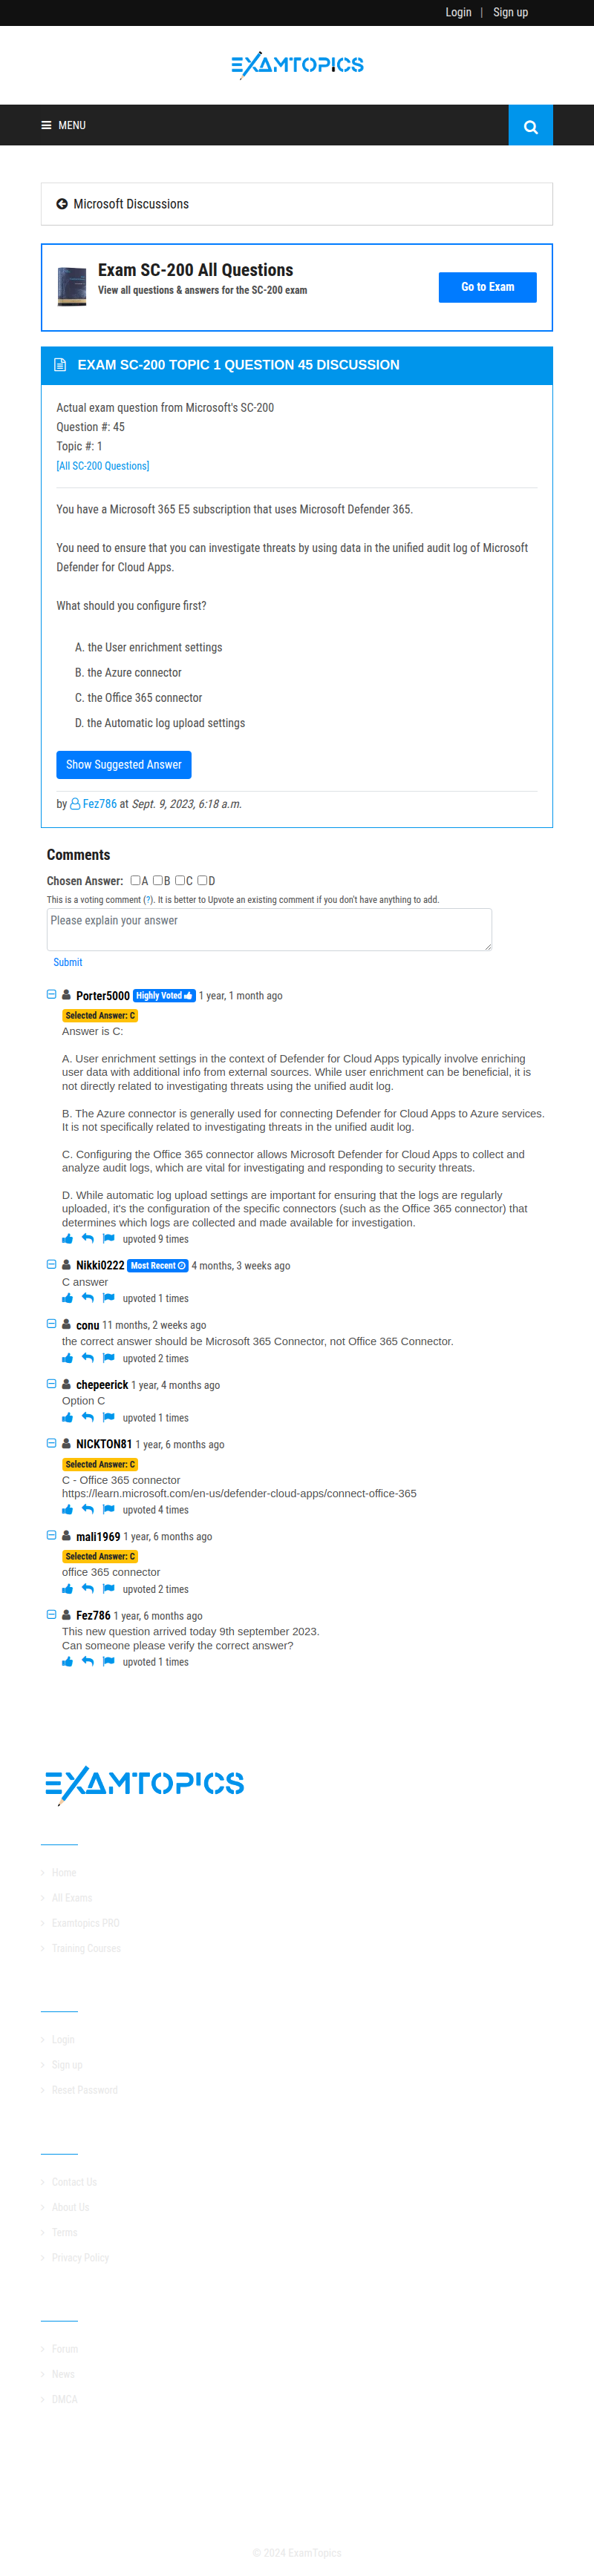 Login | Sign up
EXAMTOPICS
MENU
Microsoft Discussions
Exam SC-200 All Questions
View all questions & answers for the SC-200 exam
Go to Exam
EXAM SC-200 TOPIC 1 QUESTION 45 DISCUSSION
Actual exam question from Microsoft's SC-200
Question #: 45
Topic #: 1
[All SC-200 Questions]
You have a Microsoft 365 E5 subscription that uses Microsoft Defender 365.
You need to ensure that you can investigate threats by using data in the unified audit log of Microsoft
Defender for Cloud Apps.
What should you configure first?
A. the User enrichment settings
B. the Azure connector
C. the Office 365 connector
D. the Automatic log upload settings
Show Suggested Answer
by Fez786 at Sept. 9, 2023, 6:18 a.m.
Comments
Chosen Answer: A B C D
This is a voting comment (?). It is better to Upvote an existing comment if you don't have anything to add.
Please explain your answer
Submit
Porter5000 Highly Voted 1 year, 1 month ago
Selected Answer: C
Answer is C:
A. User enrichment settings in the context of Defender for Cloud Apps typically involve enriching
user data with additional info from external sources. While user enrichment can be beneficial, it is
not directly related to investigating threats using the unified audit log.
B. The Azure connector is generally used for connecting Defender for Cloud Apps to Azure services.
It is not specifically related to investigating threats in the unified audit log.
C. Configuring the Office 365 connector allows Microsoft Defender for Cloud Apps to collect and
analyze audit logs, which are vital for investigating and responding to security threats.
D. While automatic log upload settings are important for ensuring that the logs are regularly
uploaded, it's the configuration of the specific connectors (such as the Office 365 connector) that
determines which logs are collected and made available for investigation.
upvoted 9 times
Nikki0222 Most Recent 4 months, 3 weeks ago
C answer
upvoted 1 times
conu 11 months, 2 weeks ago
the correct answer should be Microsoft 365 Connector, not Office 365 Connector.
upvoted 2 times
chepeerick 1 year, 4 months ago
Option C
upvoted 1 times
NICKTON81 1 year, 6 months ago
Selected Answer: C
C - Office 365 connector
https://learn.microsoft.com/en-us/defender-cloud-apps/connect-office-365
upvoted 4 times
mali1969 1 year, 6 months ago
Selected Answer: C
office 365 connector
upvoted 2 times
Fez786 1 year, 6 months ago
This new question arrived today 9th september 2023.
Can someone please verify the correct answer?
upvoted 1 times
EXAMTOPICS
Home
All Exams
Examtopics PRO
Training Courses
Login
Sign up
Reset Password
Contact Us
About Us
Terms
Privacy Policy
Forum
News
DMCA
© 2024 ExamTopics